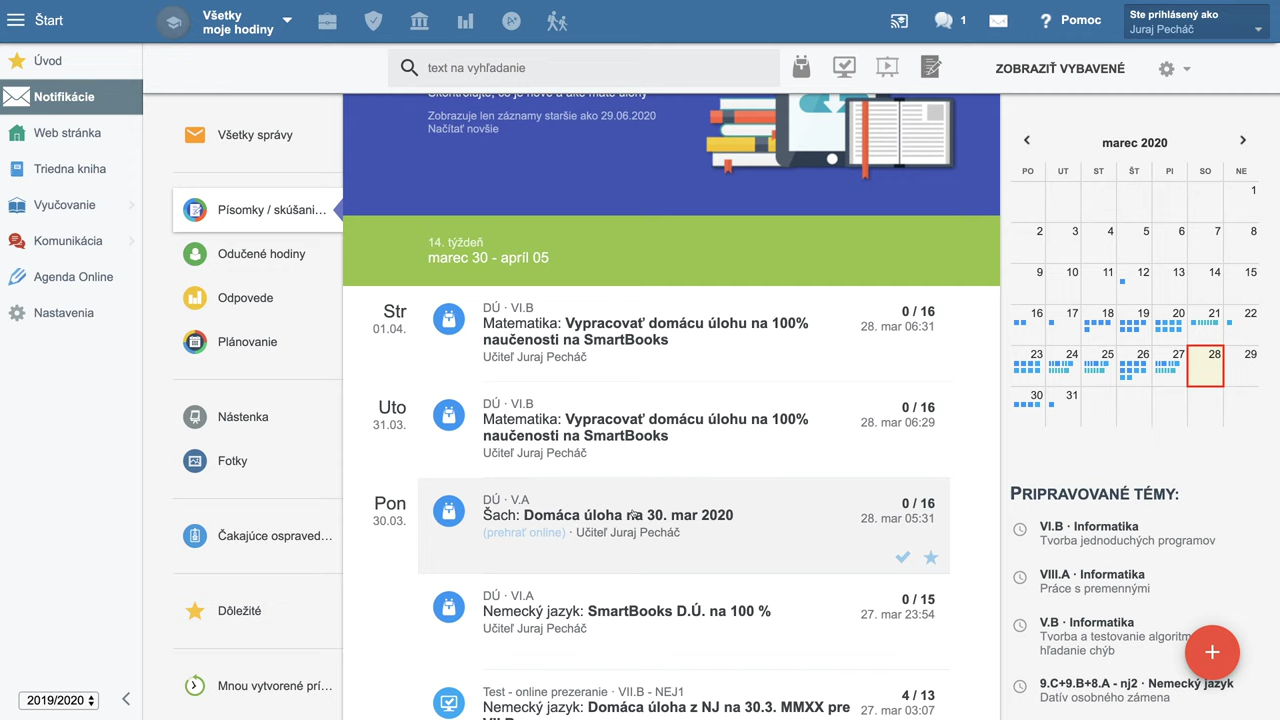 Štart
Všetky
moje hodiny
1
? Pomoc
Ste prihlásený ako
Juraj Pecháč
Úvod
Notifikácie
Web stránka
Triedna kniha
Vyučovanie
Komunikácia
Agenda Online
Nastavenia
2019/2020
text na vyhľadanie
ZOBRAZIŤ VYBAVENÉ
Všetky správy
Písomky / skúšani...
Odučené hodiny
Odpovede
Plánovanie
Nástenka
Fotky
Čakajúce ospraved...
Dôležité
Mnou vytvorené prí...
Zobrazuje len záznamy staršie ako 29.06.2020
Načítať novšie
14. týždeň
marec 30 - apríl 05
Str
01.04.
DÚ · VI.B
Matematika: Vypracovať domácu úlohu na 100%
naučenosti na SmartBooks
Učiteľ Juraj Pecháč
0 / 16
28. mar 06:31
Uto
31.03.
DÚ · VI.B
Matematika: Vypracovať domácu úlohu na 100%
naučenosti na SmartBooks
Učiteľ Juraj Pecháč
0 / 16
28. mar 06:29
Pon
30.03.
DÚ · V.A
Šach: Domáca úloha na 30. mar 2020
(prehrať online) · Učiteľ Juraj Pecháč
0 / 16
28. mar 05:31
DÚ · VI.A
Nemecký jazyk: SmartBooks D.Ú. na 100 %
Učiteľ Juraj Pecháč
0 / 15
27. mar 23:54
Test - online prezeranie · VII.B - NEJ1
Nemecký jazyk: Domáca úloha z NJ na 30.3. MMXX pre
4 / 13
27. mar 03:07
marec 2020
PO UT ST ŠT PI SO NE
1
2 3 4 5 6 7 8
9 10 11 12 13 14 15
16 17 18 19 20 21 22
23 24 25 26 27 28 29
30 31
PRIPRAVOVANÉ TÉMY:
VI.B · Informatika
Tvorba jednoduchých programov
VIII.A · Informatika
Práce s premennými
V.B · Informatika
Tvorba a testovanie algoritm
hľadanie chýb
9.C+9.B+8.A - nj2 · Nemecký jazyk
Datív osobného zámena